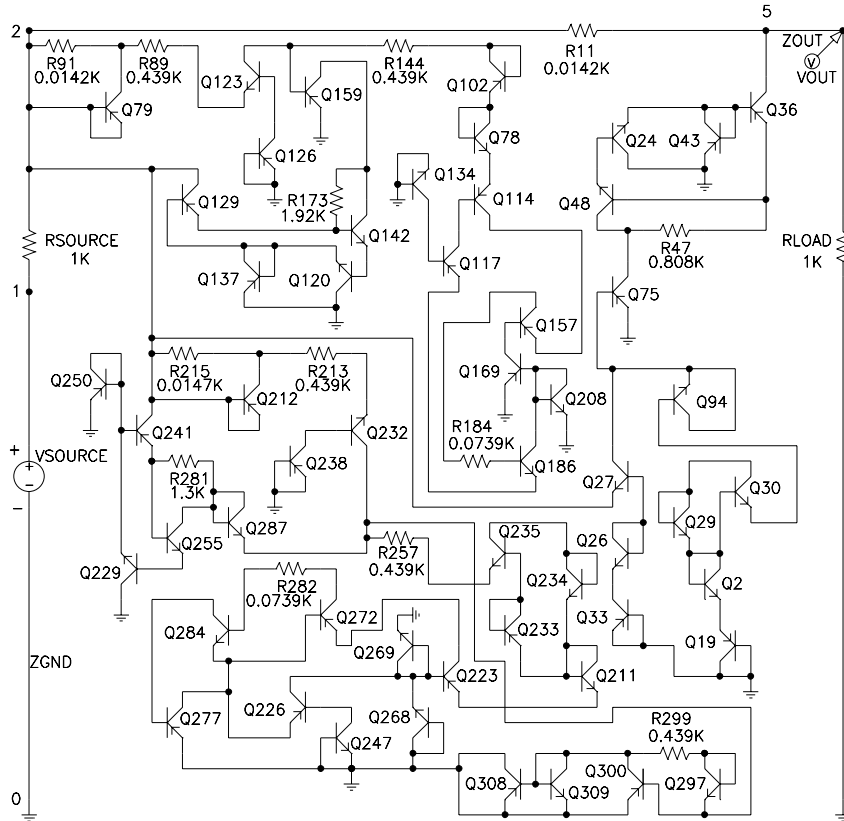 2
5
R91
0.0142K
R89
0.439K
Q79
Q123
Q159
R144
0.439K
Q102
R11
0.0142K
ZOUT
V
VOUT
Q36
Q126
Q78
Q24
Q43
Q129
R173
1.92K
Q134
Q114
Q48
Q142
RSOURCE
1K
Q137
Q120
Q117
R47
0.808K
RLOAD
1K
1
Q75
Q157
Q250
R215
0.0147K
R213
0.439K
Q212
Q169
Q208
Q94
Q241
Q232
R184
0.0739K
+
VSOURCE
+
-
−
R281
1.3K
Q238
Q186
Q27
Q30
Q287
Q29
Q255
Q235
Q26
Q229
R257
0.439K
Q234
Q2
R282
0.0739K
Q272
Q284
Q233
Q33
Q269
Q19
ZGND
Q223
Q211
Q277
Q226
Q268
Q247
R299
0.439K
Q308
Q309
Q300
Q297
0